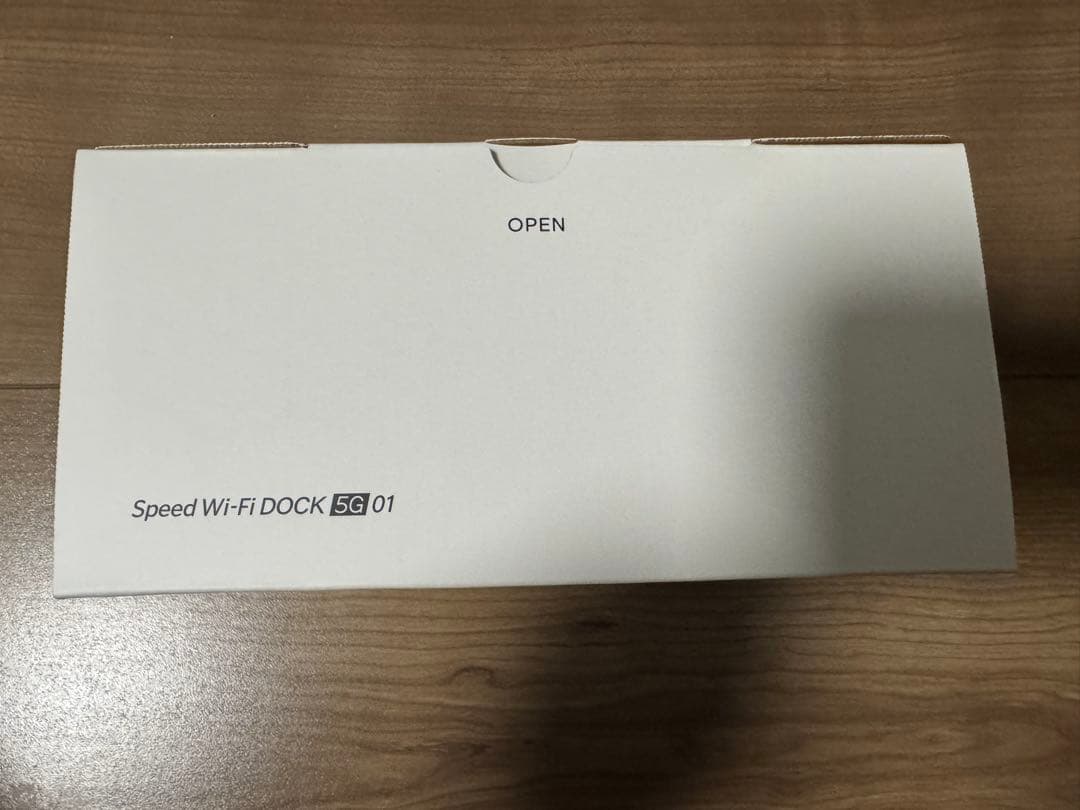 OPEN
Speed Wi-Fi DOCK 5G 01